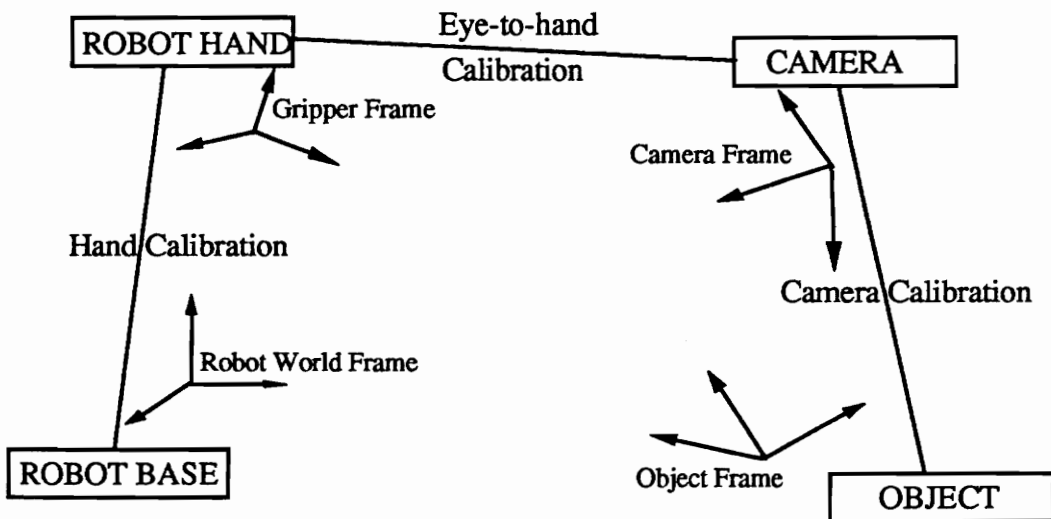 ROBOT HAND
Eye-to-hand
Calibration
CAMERA
Gripper Frame
Camera Frame
Hand Calibration
Camera Calibration
Robot World Frame
Object Frame
ROBOT BASE
OBJECT